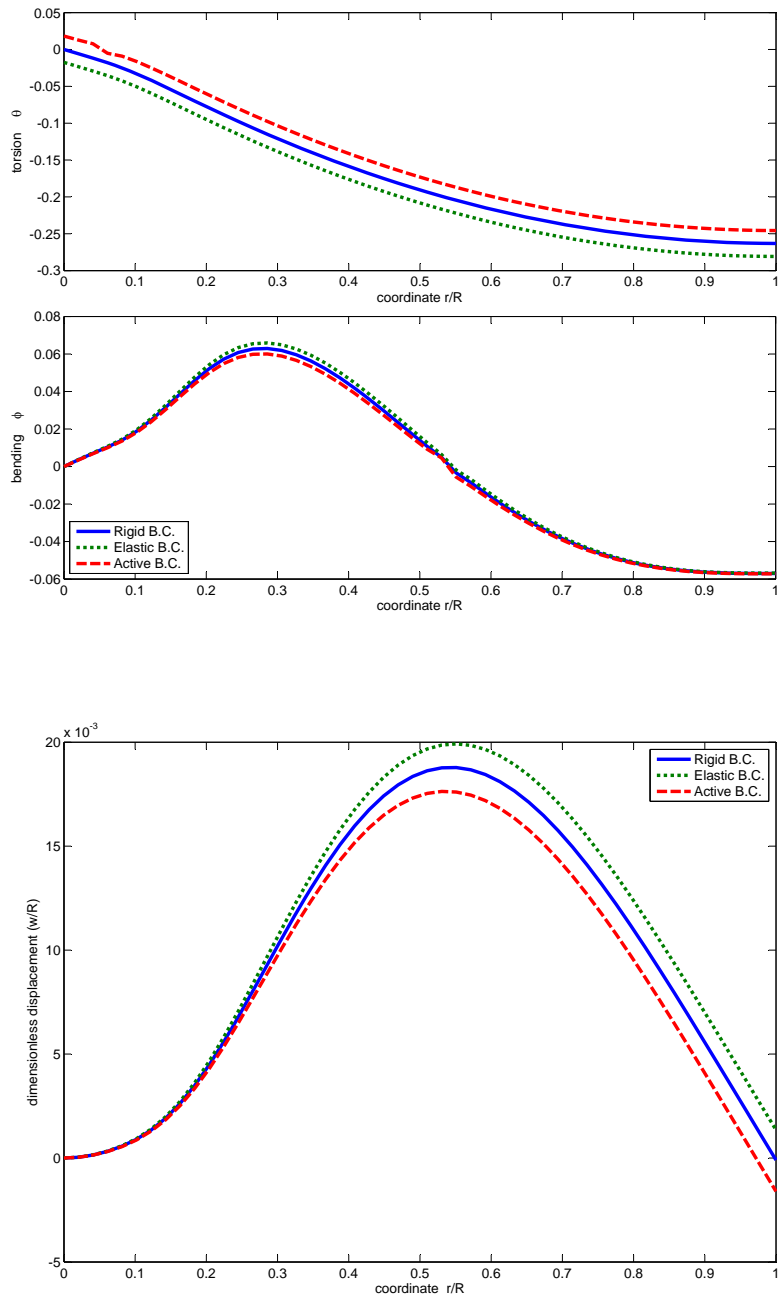 0.05
0
-0.05
-0.1
-0.15
-0.2
-0.25
-0.3
torsion θ
0 0.1 0.2 0.3 0.4 0.5 0.6 0.7 0.8 0.9 1
coordinate r/R
0.08
0.06
0.04
0.02
0
-0.02
-0.04
-0.06
bending ϕ
Rigid B.C.
Elastic B.C.
Active B.C.
0 0.1 0.2 0.3 0.4 0.5 0.6 0.7 0.8 0.9 1
coordinate r/R
x 10⁻³
20
15
10
5
0
-5
dimensionless displacement (w/R)
Rigid B.C.
Elastic B.C.
Active B.C.
0 0.1 0.2 0.3 0.4 0.5 0.6 0.7 0.8 0.9 1
coordinate r/R